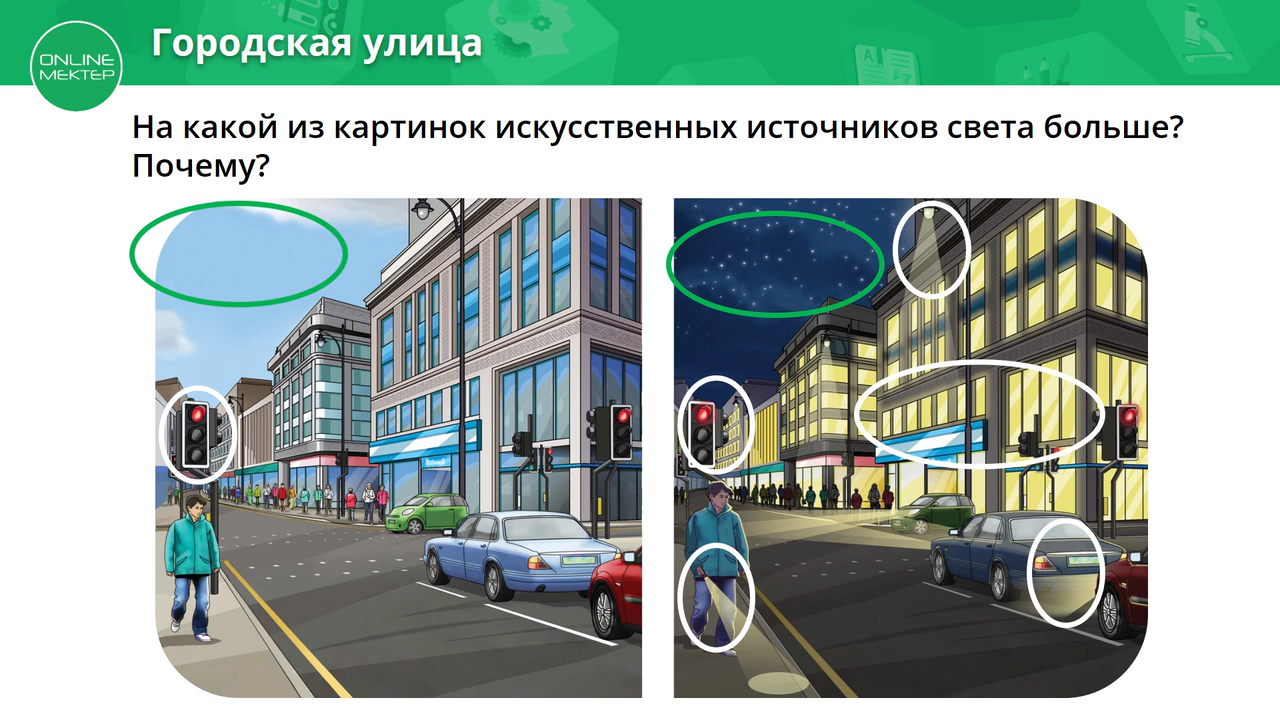 Городская улица
ONLINE
МЕКТЕР
На какой из картинок искусственных источников света больше?
Почему?